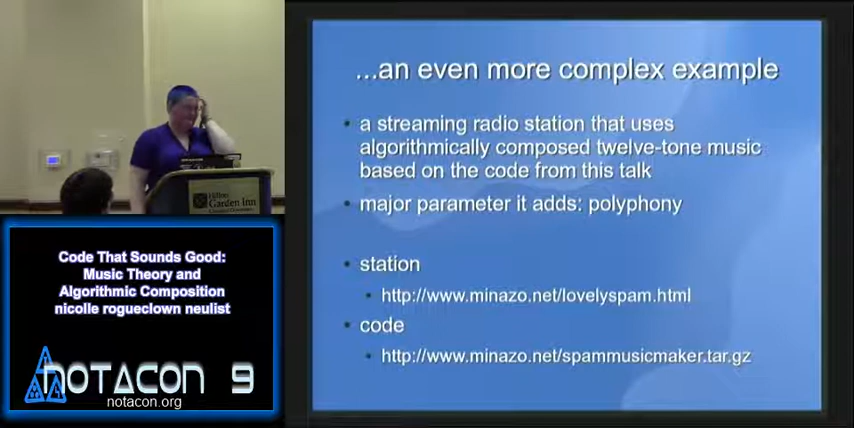 ...an even more complex example
• a streaming radio station that uses
algorithmically composed twelve-tone music
based on the code from this talk
• major parameter it adds: polyphony
• station
• http://www.minazo.net/lovelyspam.html
• code
• http://www.minazo.net/spammusicmaker.tar.gz
Hilton
Garden Inn
Code That Sounds Good:
Music Theory and
Algorithmic Composition
nicolle rogueclown neulist
NOTACON 9
notacon.org